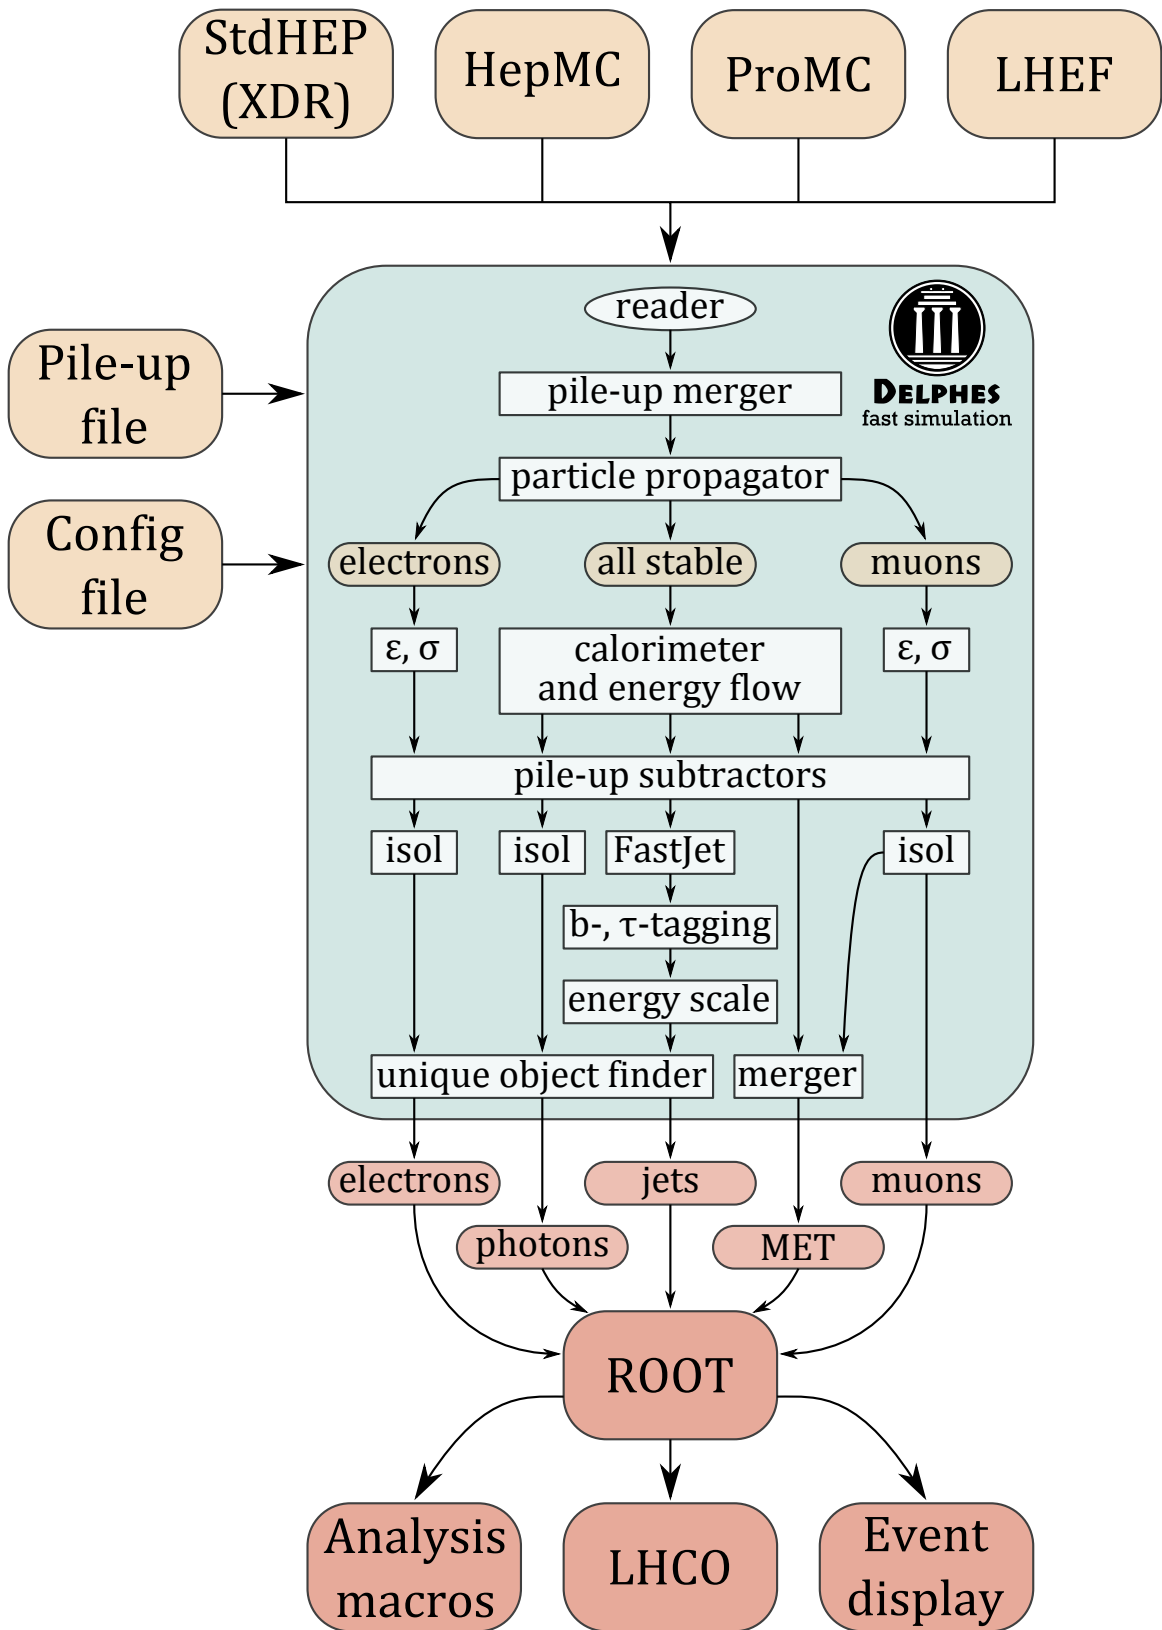 StdHEP
(XDR)
HepMC
ProMC
LHEF
reader
DELPHES
fast simulation
Pile-up
file
pile-up merger
particle propagator
Config
file
electrons
all stable
muons
ε, σ
calorimeter
and energy flow
ε, σ
pile-up subtractors
isol
isol
FastJet
isol
b-, τ-tagging
energy scale
unique object finder
merger
electrons
jets
muons
photons
MET
ROOT
Analysis
macros
LHCO
Event
display